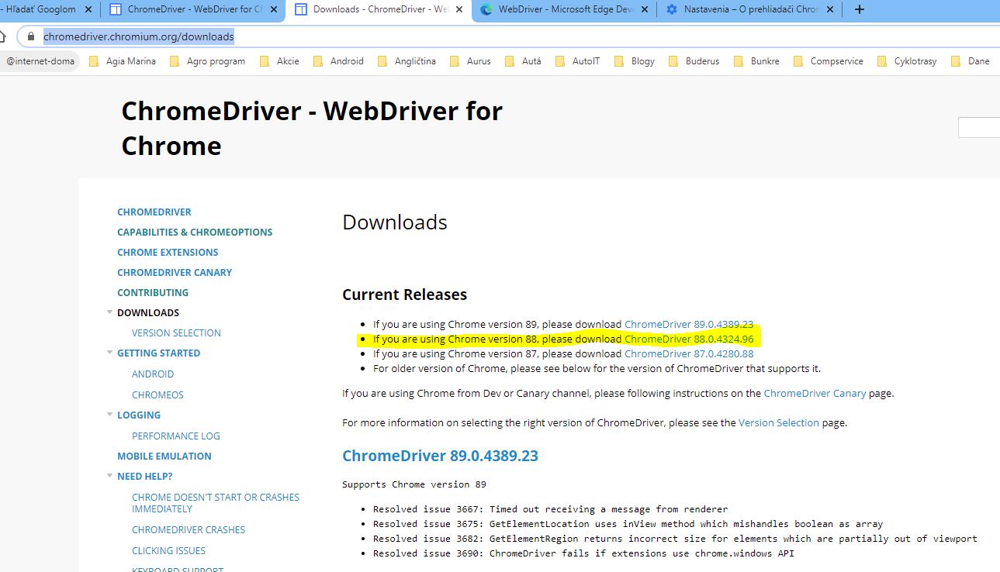 - Hľadať Googlom
ChromeDriver - WebDriver for Ch
Downloads - ChromeDriver - We
WebDriver - Microsoft Edge Deve
Nastavenia – O prehliadači Chrom
chromedriver.chromium.org/downloads
@internet-doma
Agia Marina
Agro program
Akcie
Android
Angličtina
Aurus
Autá
AutoIT
Blogy
Buderus
Bunkre
Compservice
Cyklotrasy
Dane
ChromeDriver - WebDriver for
Chrome
CHROMEDRIVER
CAPABILITIES & CHROMEOPTIONS
CHROME EXTENSIONS
CHROMEDRIVER CANARY
CONTRIBUTING
DOWNLOADS
VERSION SELECTION
GETTING STARTED
ANDROID
CHROMEOS
LOGGING
PERFORMANCE LOG
MOBILE EMULATION
NEED HELP?
CHROME DOESN'T START OR CRASHES
IMMEDIATELY
CHROMEDRIVER CRASHES
CLICKING ISSUES
KEYBOARD SUPPORT
Downloads
Current Releases
• If you are using Chrome version 89, please download ChromeDriver 89.0.4389.23
• If you are using Chrome version 88, please download ChromeDriver 88.0.4324.96
• If you are using Chrome version 87, please download ChromeDriver 87.0.4280.88
• For older version of Chrome, please see below for the version of ChromeDriver that supports it.
If you are using Chrome from Dev or Canary channel, please following instructions on the ChromeDriver Canary page.
For more information on selecting the right version of ChromeDriver, please see the Version Selection page.
ChromeDriver 89.0.4389.23
Supports Chrome version 89
• Resolved issue 3667: Timed out receiving a message from renderer
• Resolved issue 3675: GetElementLocation uses inView method which mishandles boolean as array
• Resolved issue 3682: GetElementRegion returns incorrect size for elements which are partially out of viewport
• Resolved issue 3690: ChromeDriver fails if extensions use chrome.windows API